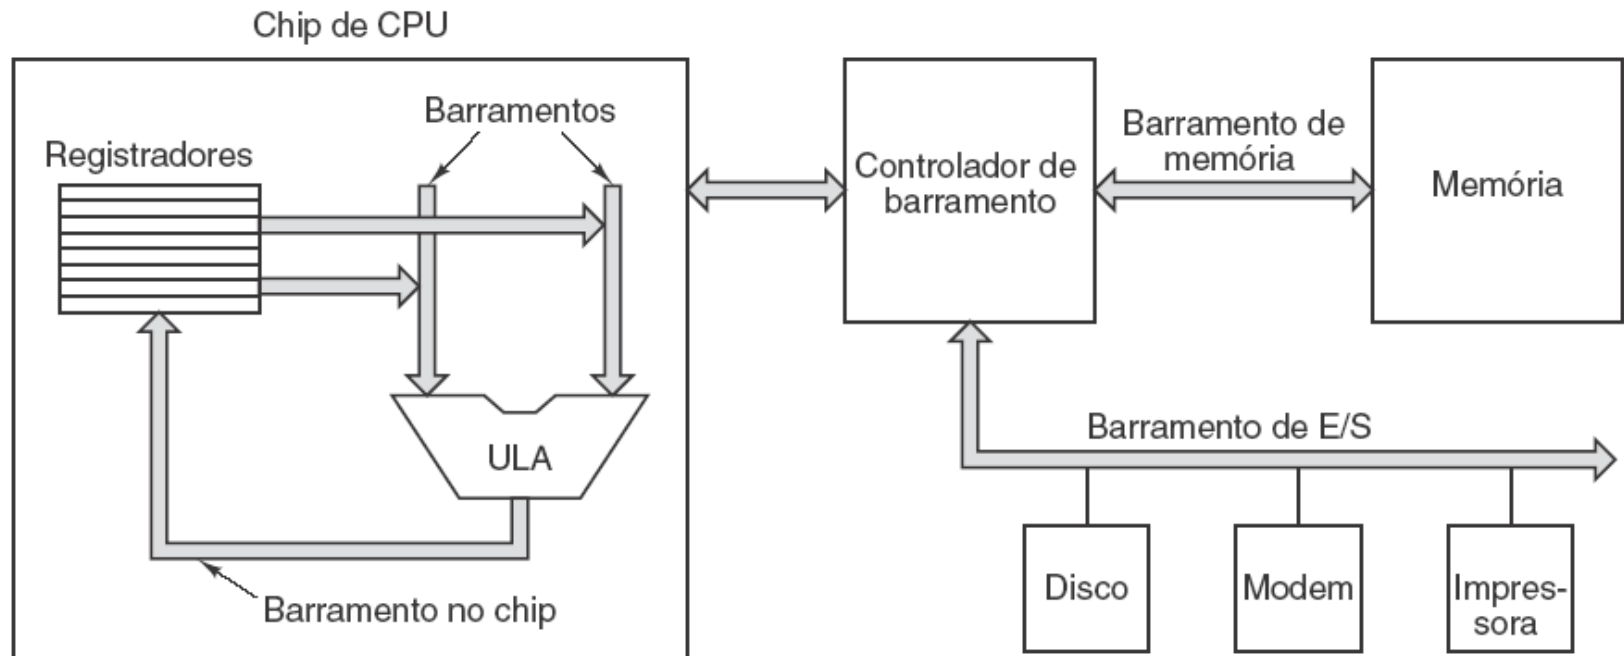 Chip de CPU
Barramentos
Registradores
ULA
Barramento no chip
Controlador de
barramento
Barramento de
memória
Memória
Barramento de E/S
Disco
Modem
Impres-
sora